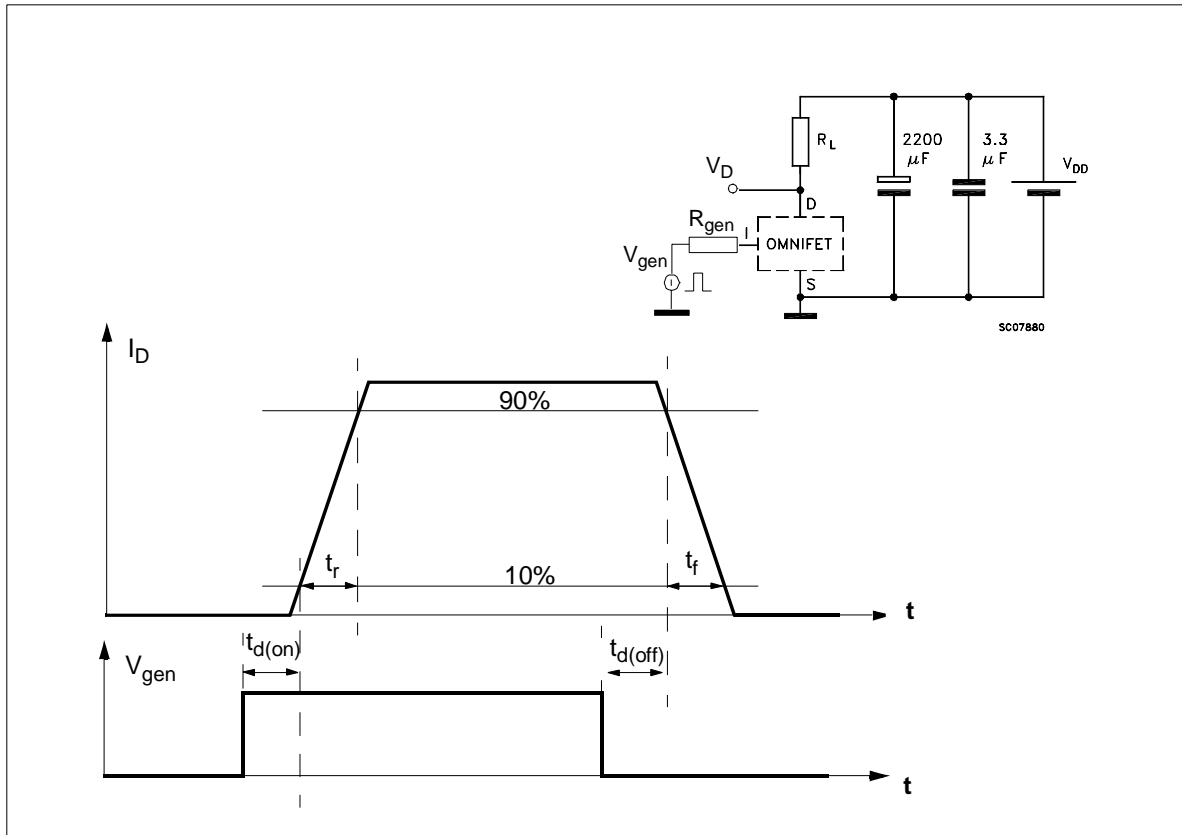 R_L
2200
µF
3.3
µF
V_DD
V_D
D
R_gen
I
OMNIFET
V_gen
S
SC07880
I_D
90%
t_r
10%
t_f
t
t_d(on)
t_d(off)
V_gen
t